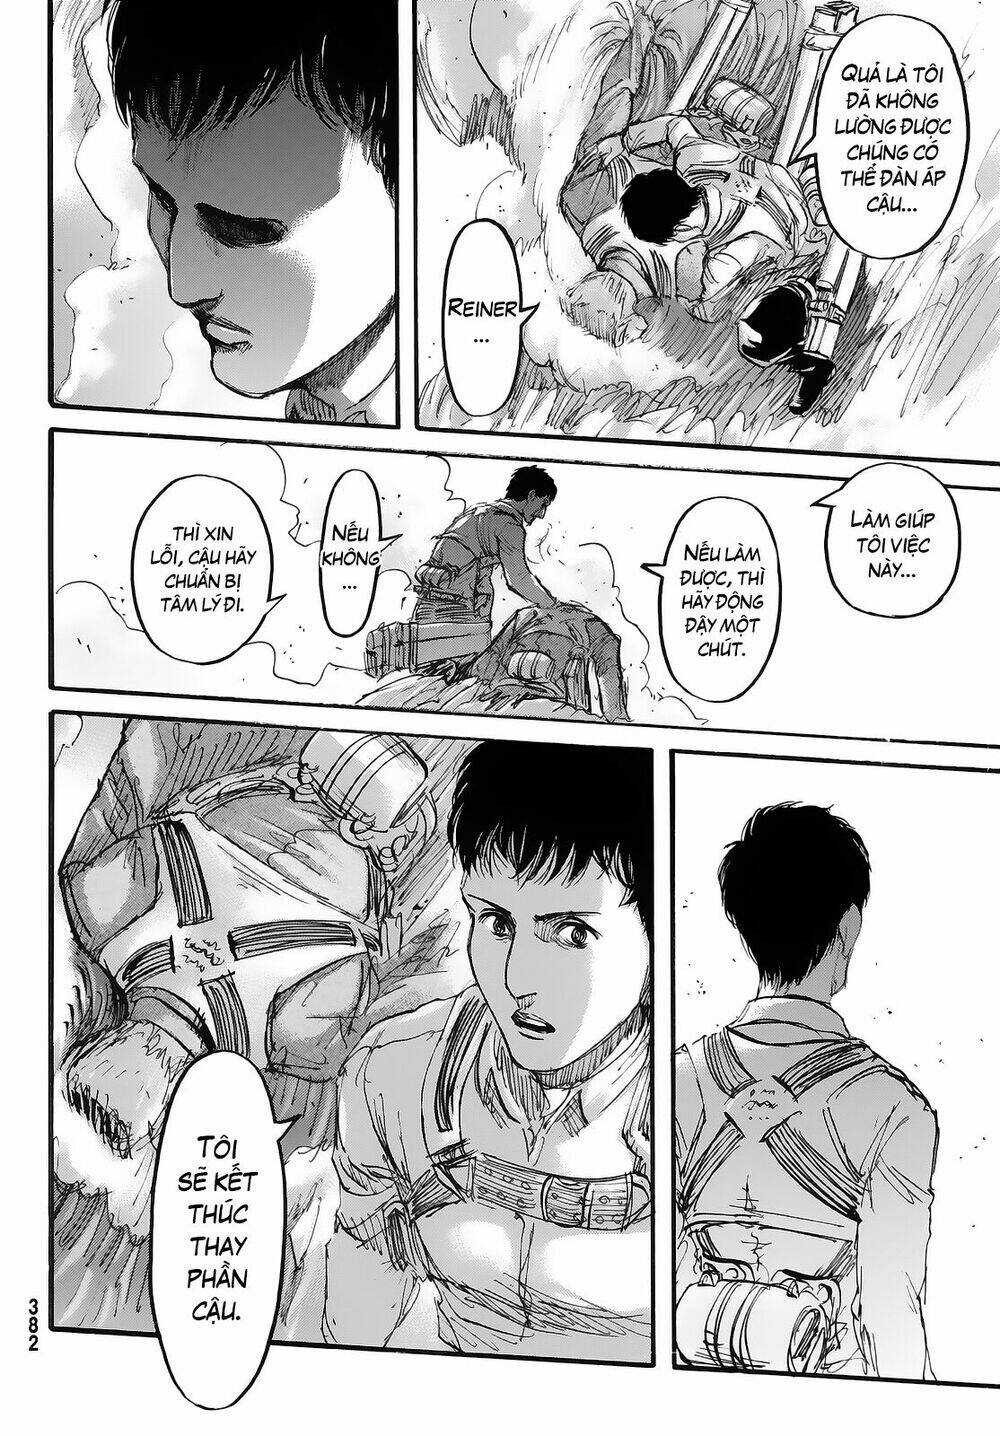 QUẢ LÀ TÔI
ĐÃ KHÔNG
LƯỜNG ĐƯỢC
CHÚNG CÓ
THỂ ĐÀN ÁP
CẬU...
REINER
...
LÀM GIÚP
TÔI VIỆC
NÀY...
NẾU LÀM
ĐƯỢC, THÌ
HÃY ĐỘNG
ĐẬY MỘT
CHÚT.
NẾU
KHÔNG
...
THÌ XIN
LỖI, CẬU HÃY
CHUẨN BỊ
TÂM LÝ ĐI.
TÔI
SẼ KẾT
THÚC
THAY
PHẦN
CẬU.
382